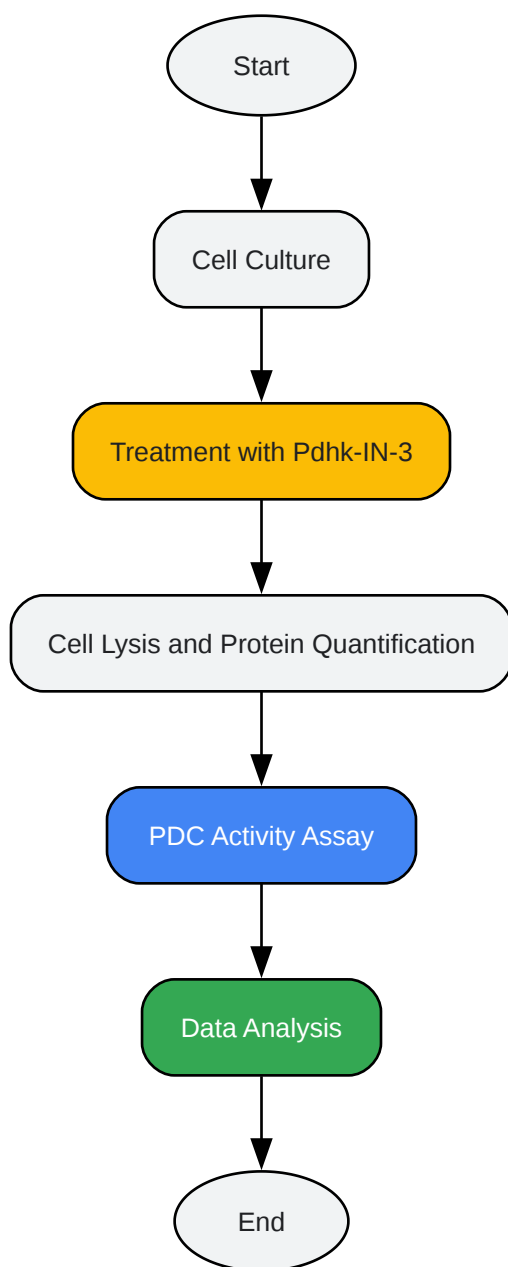 Start
Cell Culture
Treatment with Pdhk-IN-3
Cell Lysis and Protein Quantification
PDC Activity Assay
Data Analysis
End